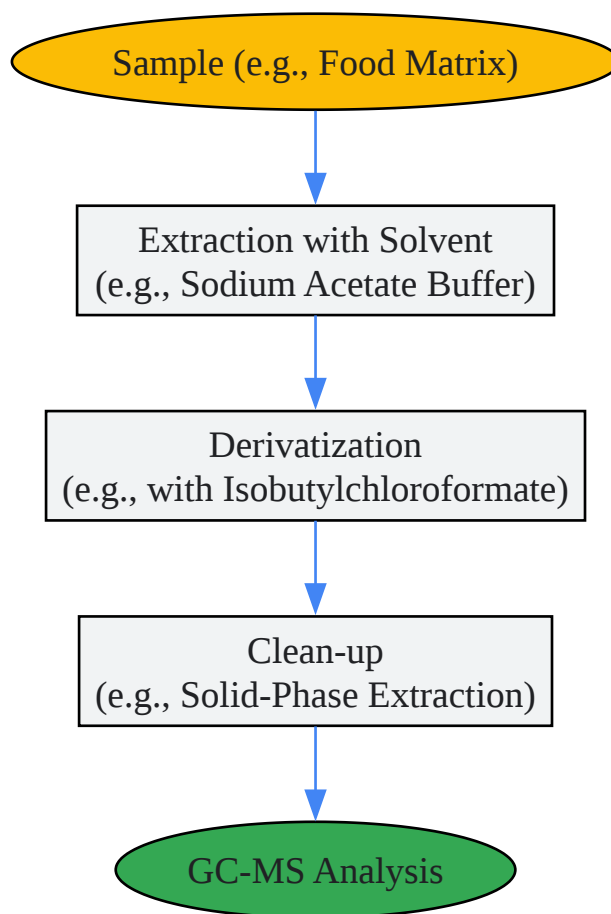 Sample (e.g., Food Matrix)
Extraction with Solvent
(e.g., Sodium Acetate Buffer)
Derivatization
(e.g., with Isobutylchloroformate)
Clean-up
(e.g., Solid-Phase Extraction)
GC-MS Analysis